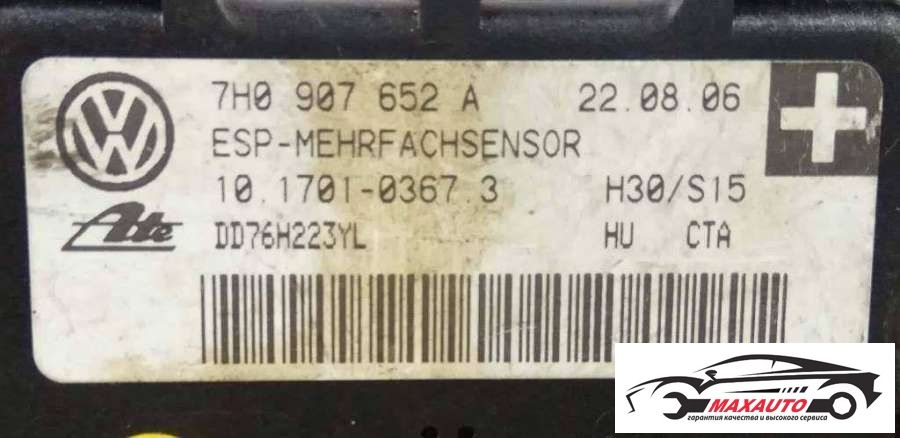 7H0 907 652 A 22.08.06
ESP-MEHRFACHSENSOR
10.1701-0367.3 H30/S15
Ate DD76H223YL HU CTA
MAXAUTO
гарантия качества и высокого сервиса